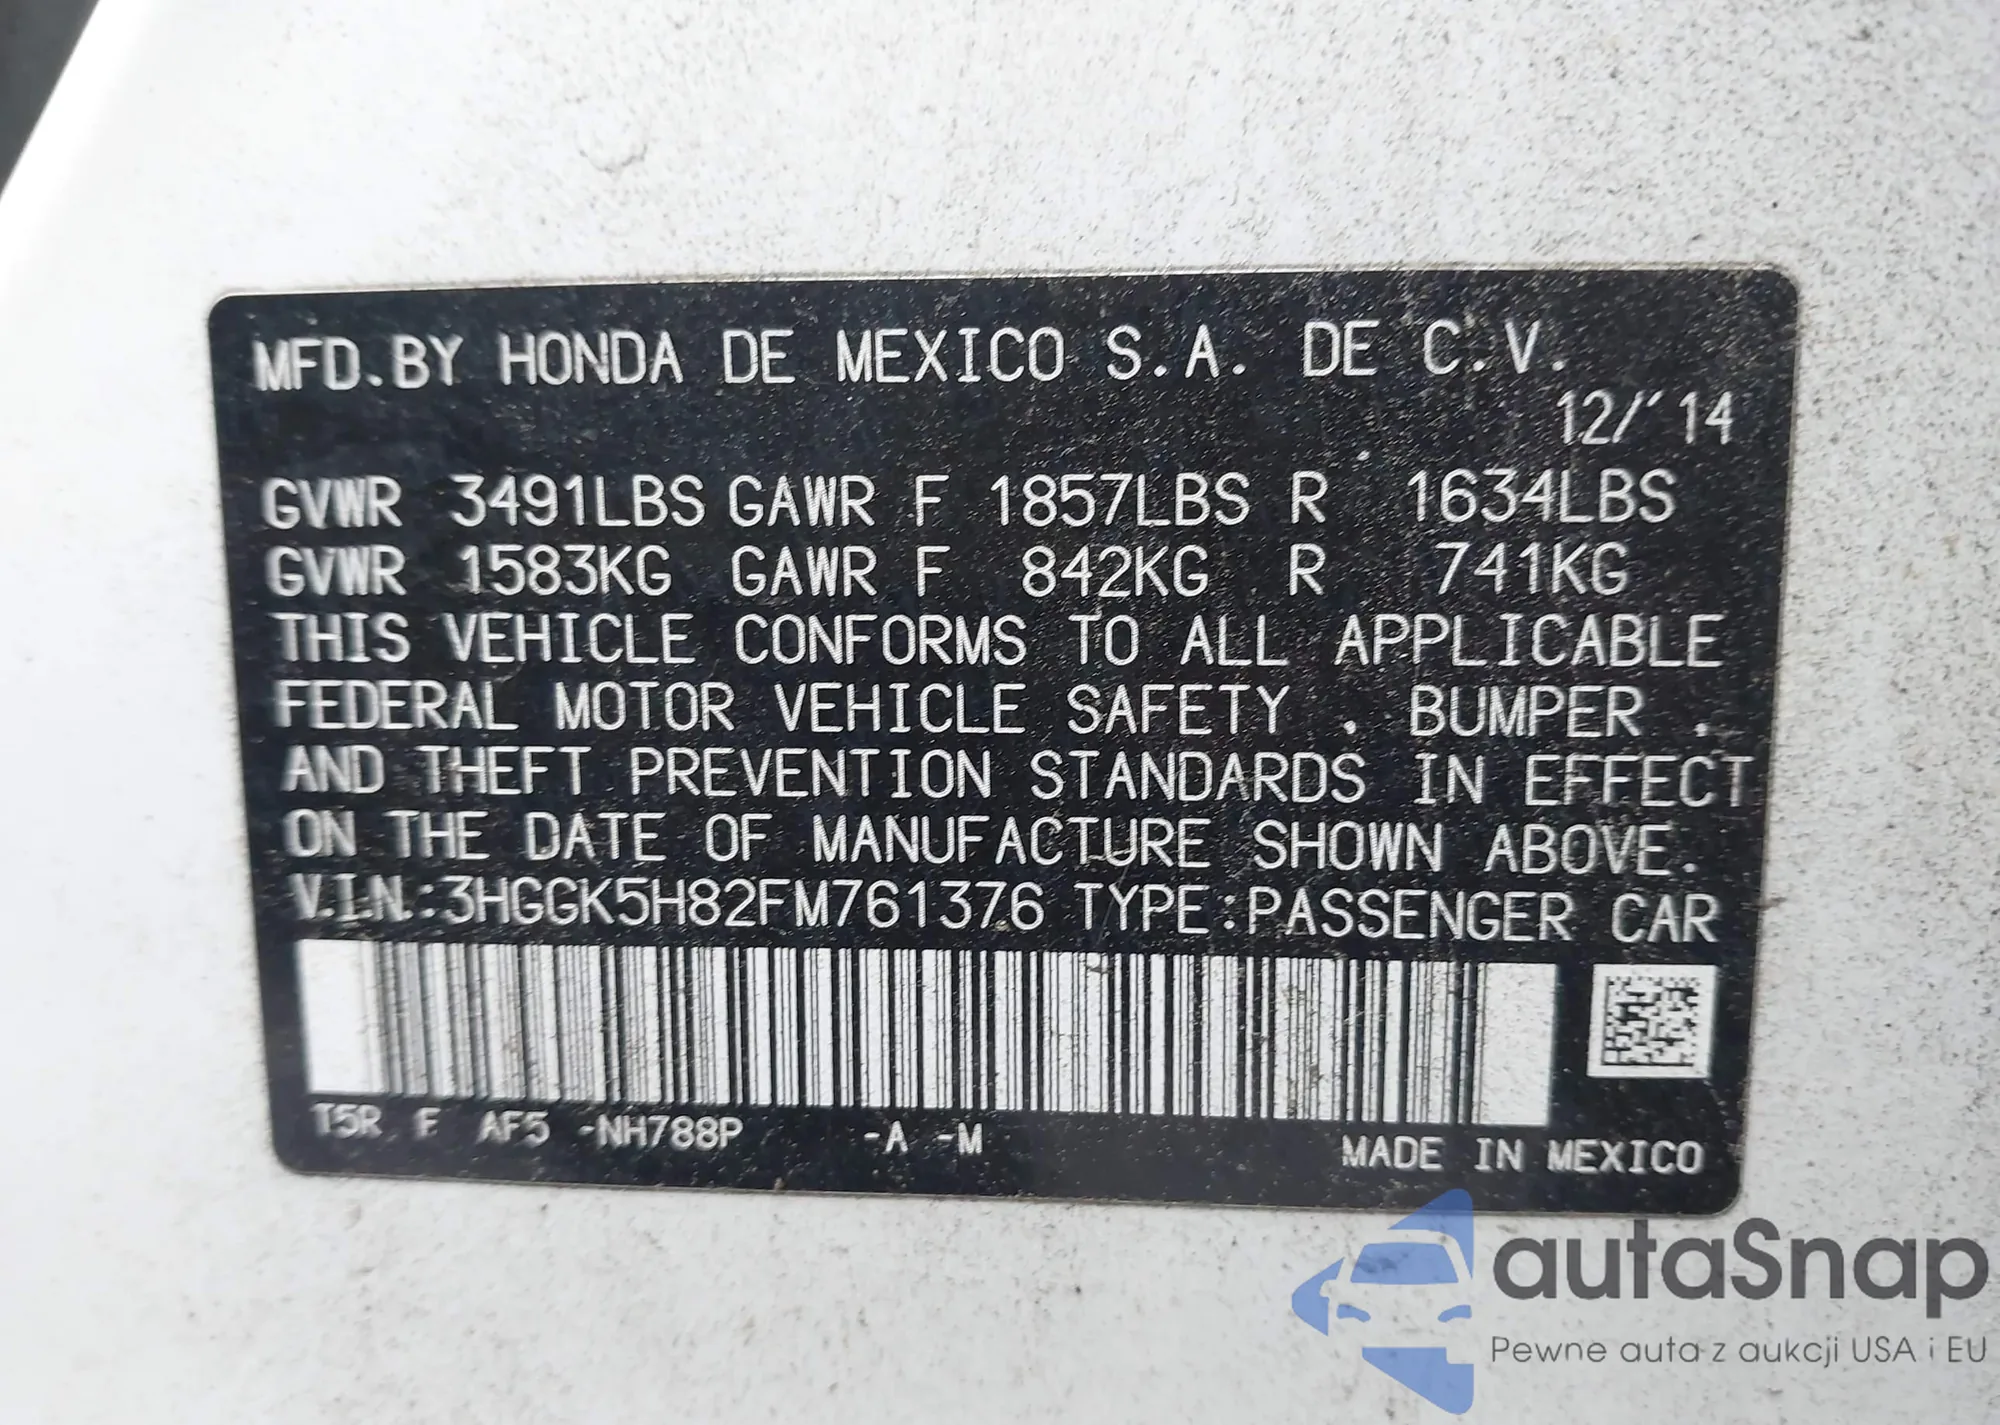 MFD.BY HONDA DE MEXICO S.A. DE C.V.
12/'14
GVWR 3491LBS GAWR F 1857LBS R 1634LBS
GVWR 1583KG GAWR F 842KG R 741KG
THIS VEHICLE CONFORMS TO ALL APPLICABLE
FEDERAL MOTOR VEHICLE SAFETY , BUMPER ,
AND THEFT PREVENTION STANDARDS IN EFFECT
ON THE DATE OF MANUFACTURE SHOWN ABOVE.
V.I.N.:3HGGK5H82FM761376 TYPE:PASSENGER CAR
T5R F AF5 -NH788P -A -M
MADE IN MEXICO
autaSnap
Pewne auta z aukcji USA i EU